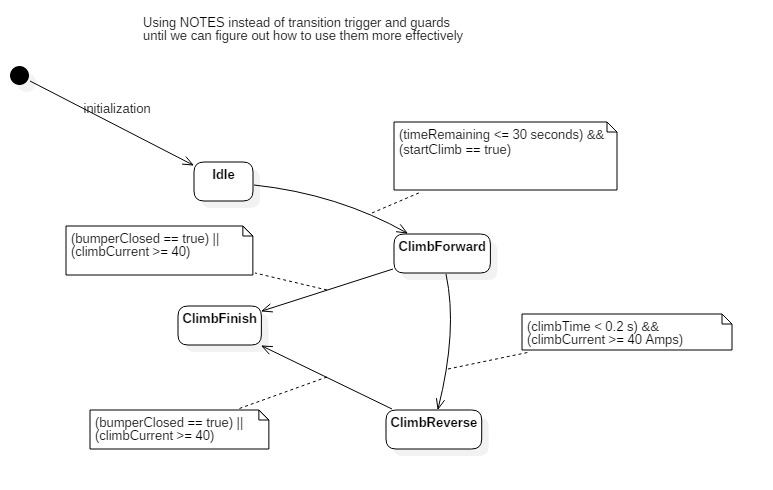 Using NOTES instead of transition trigger and guards
until we can figure out how to use them more effectively
initialization
(timeRemaining <= 30 seconds) &&
(startClimb == true)
Idle
(bumperClosed == true) ||
(climbCurrent >= 40)
ClimbForward
ClimbFinish
(climbTime < 0.2 s) &&
(climbCurrent >= 40 Amps)
(bumperClosed == true) ||
(climbCurrent >= 40)
ClimbReverse